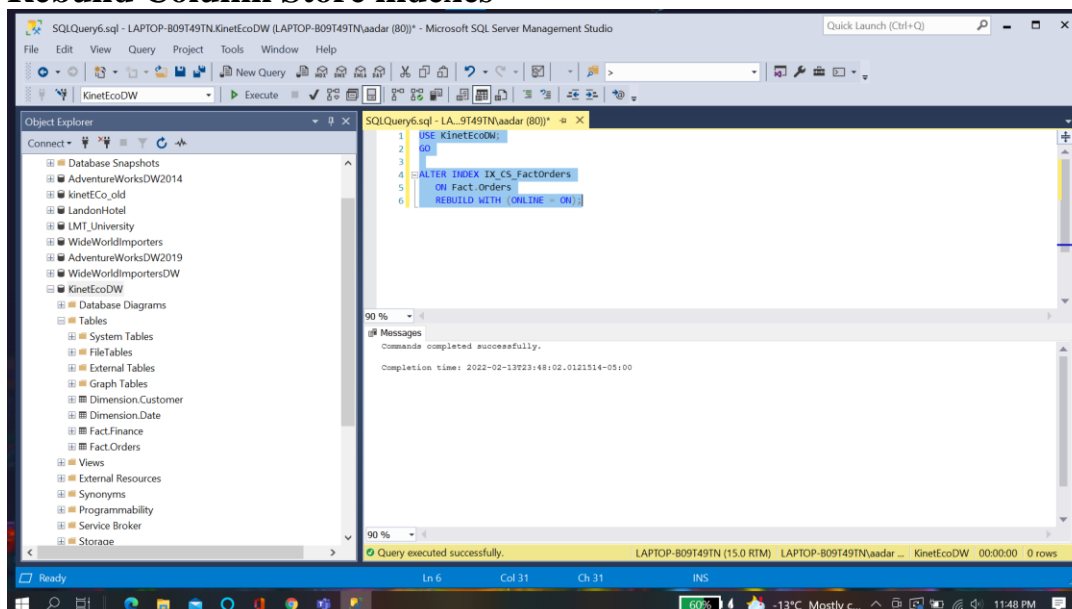 Rebuild Column Store indexes
SQLQuery6.sql - LAPTOP-B09T49TN.KinetEcoDW (LAPTOP-B09T49TN\aadar (80))* - Microsoft SQL Server Management Studio
Quick Launch (Ctrl+Q)
File Edit View Query Project Tools Window Help
New Query
KinetEcoDW
Execute
Object Explorer
SQLQuery6.sql - LA...9T49TN\aadar (80))*
Connect
Database Snapshots
AdventureWorksDW2014
kinetECo_old
LandonHotel
LMT_University
WideWorldImporters
AdventureWorksDW2019
WideWorldImportersDW
KinetEcoDW
Database Diagrams
Tables
System Tables
FileTables
External Tables
Graph Tables
Dimension.Customer
Dimension.Date
Fact.Finance
Fact.Orders
Views
External Resources
Synonyms
Programmability
Service Broker
Storage
1 USE KinetEcoDW;
2 GO
3
4 ALTER INDEX IX_CS_FactOrders
5 ON Fact.Orders
6 REBUILD WITH (ONLINE = ON);
90 %
Messages
Commands completed successfully.
Completion time: 2022-02-13T23:48:02.0121514-05:00
90 %
Query executed successfully.
LAPTOP-B09T49TN (15.0 RTM) LAPTOP-B09T49TN\aadar ... KinetEcoDW 00:00:00 0 rows
Ready Ln 6 Col 31 Ch 31 INS
60% -13°C Mostly c... 11:48 PM